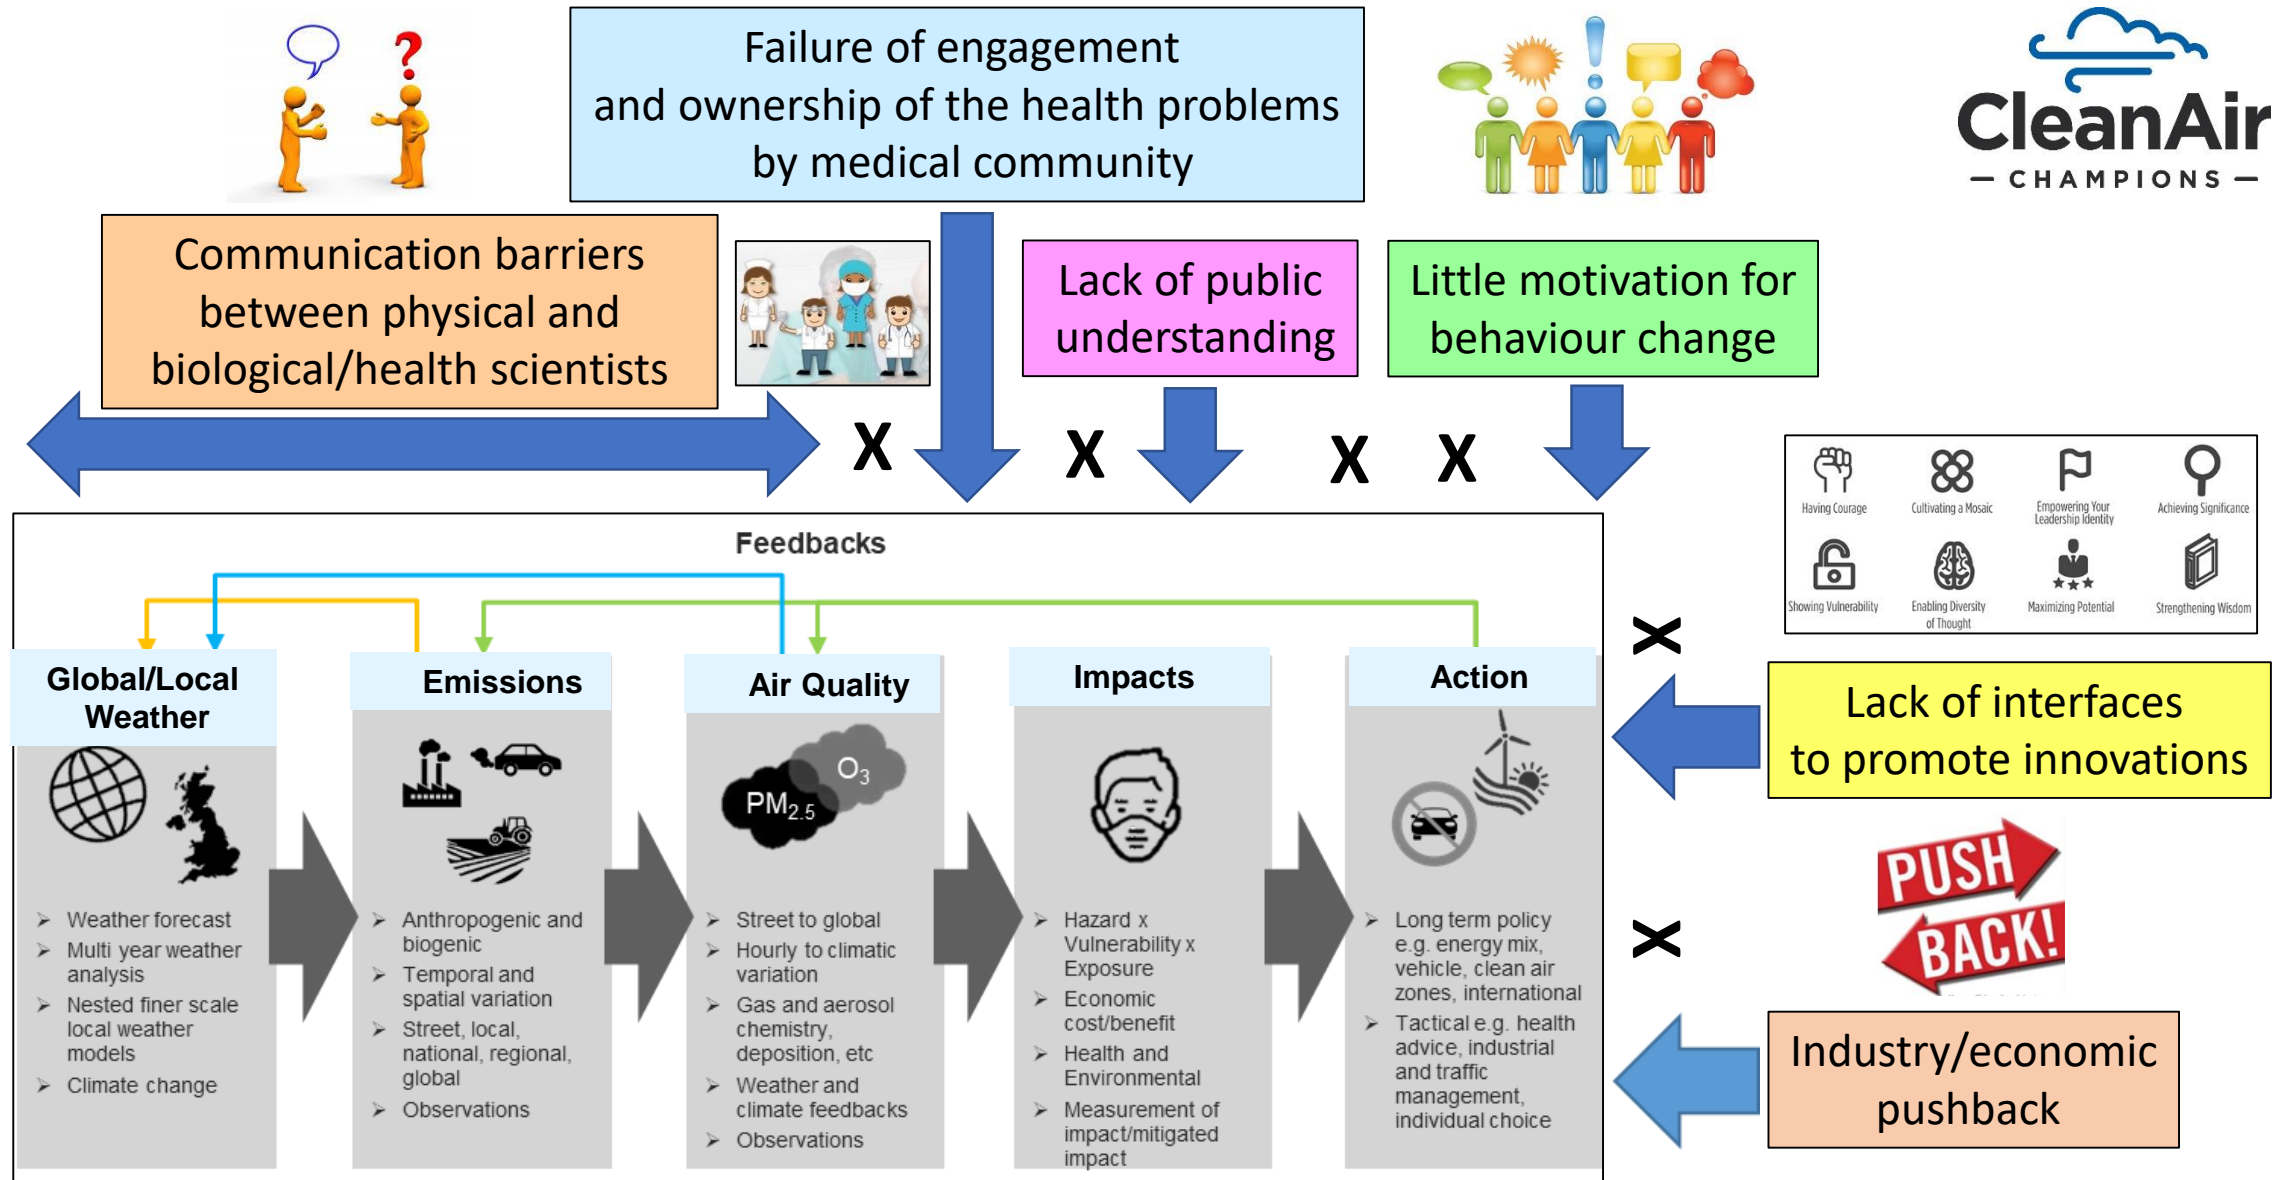 ?
!
Failure of engagement
and ownership of the health problems
by medical community
CleanAir
— CHAMPIONS —
Communication barriers
between physical and
biological/health scientists
Lack of public
understanding
Little motivation for
behaviour change
X
X
X
X
Having Courage
Cultivating a Mosaic
Empowering Your
Leadership Identity
Achieving Significance
Showing Vulnerability
Enabling Diversity
of Thought
Maximizing Potential
Strengthening Wisdom
X
Lack of interfaces
to promote innovations
PUSH
BACK!
X
Industry/economic
pushback
Feedbacks
Global/Local
Weather
➢ Weather forecast
➢ Multi year weather
analysis
➢ Nested finer scale
local weather
models
➢ Climate change
Emissions
➢ Anthropogenic and
biogenic
➢ Temporal and
spatial variation
➢ Street, local,
national, regional,
global
➢ Observations
Air Quality
O3
PM2.5
➢ Street to global
➢ Hourly to climatic
variation
➢ Gas and aerosol
chemistry,
deposition, etc
➢ Weather and
climate feedbacks
➢ Observations
Impacts
➢ Hazard x
Vulnerability x
Exposure
➢ Economic
cost/benefit
➢ Health and
Environmental
➢ Measurement of
impact/mitigated
impact
Action
➢ Long term policy
e.g. energy mix,
vehicle, clean air
zones, international
➢ Tactical e.g. health
advice, industrial
and traffic
management,
individual choice